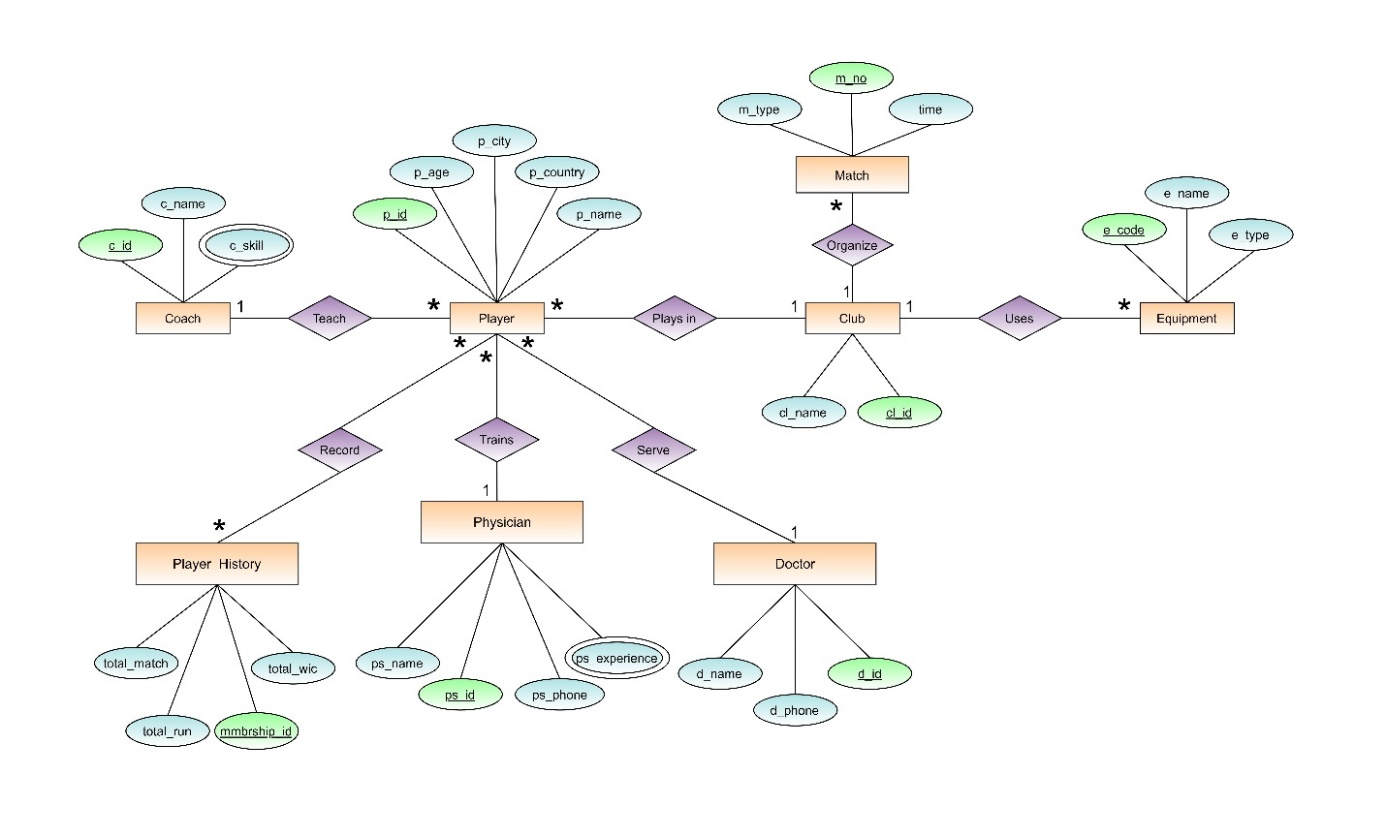 m_no
m_type
time
Match
*
Organize
1
p_city
p_age
p_country
p_id
p_name
c_name
c_id
c_skill
e_name
e_code
e_type
Coach
1
Teach
*
Player
*
Plays in
1
Club
1
Uses
*
Equipment
* * *
cl_name
cl_id
Record
Trains
Serve
*
1
1
Player History
Physician
Doctor
total_match
total_wic
total_run
mmbrship_id
ps_name
ps_id
ps_phone
ps_experience
d_name
d_phone
d_id